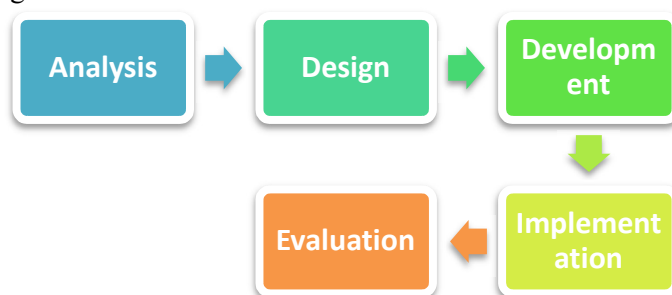 g
Analysis
Design
Developm
ent
Evaluation
Implement
ation